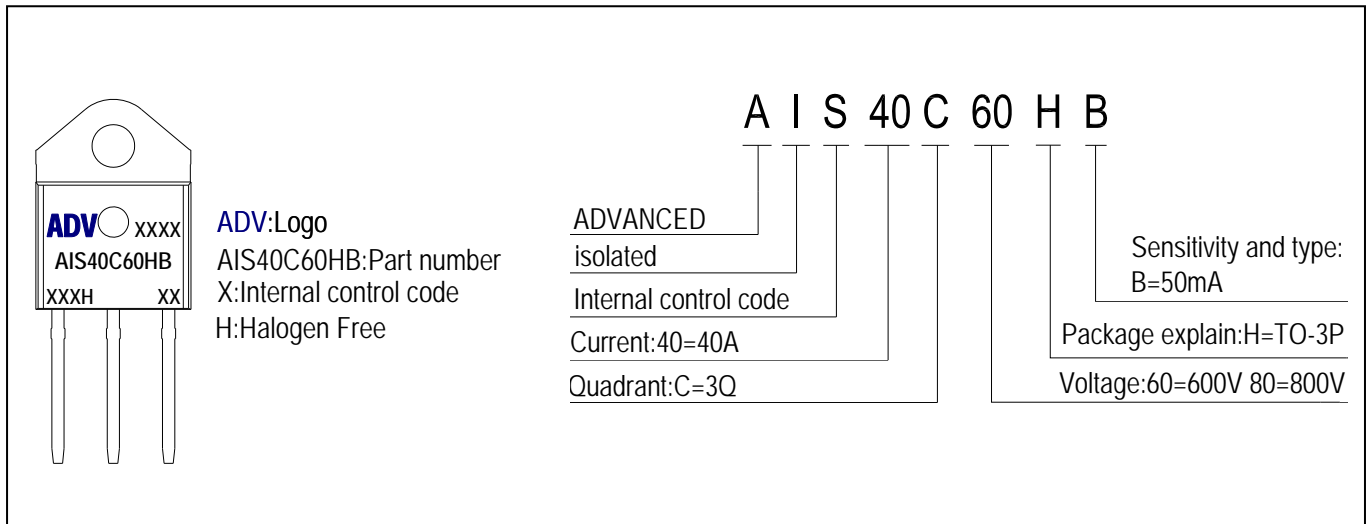 ADV XXXX
AIS40C60HB
XXXH XX
ADV:Logo
AIS40C60HB:Part number
X:Internal control code
H:Halogen Free
A I S 40 C 60 H B
ADVANCED
isolated
Internal control code
Current:40=40A
Quadrant:C=3Q
Sensitivity and type:
B=50mA
Package explain:H=TO-3P
Voltage:60=600V 80=800V